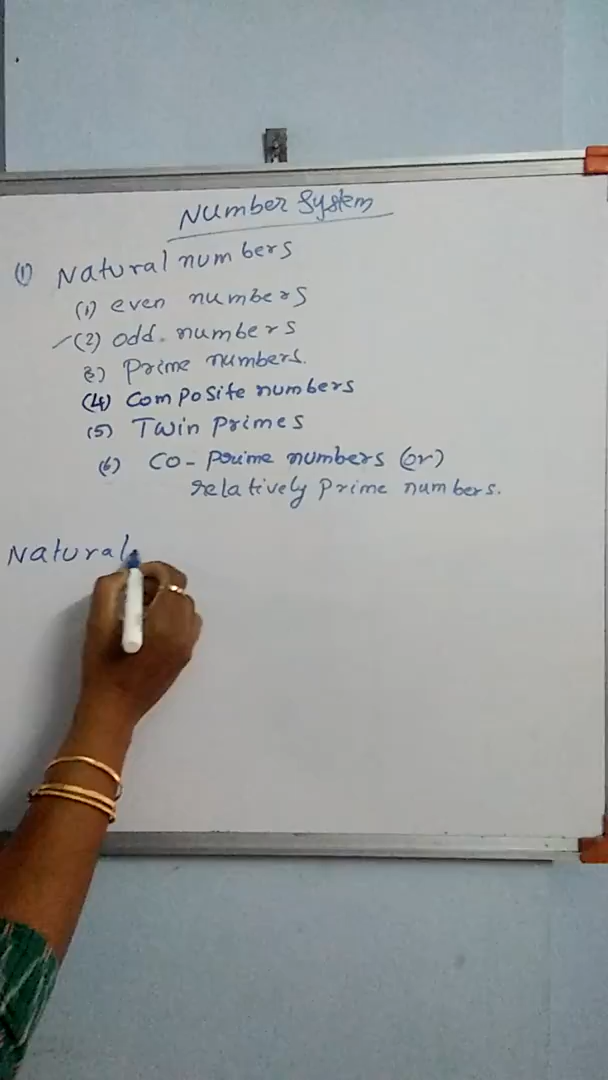 Number System
(1) Natural numbers
(1) even numbers
(2) odd. numbers
(3) Prime numbers.
(4) Composite numbers
(5) Twin Primes
(6) Co-Prime numbers (or)
relatively Prime numbers.
Natural